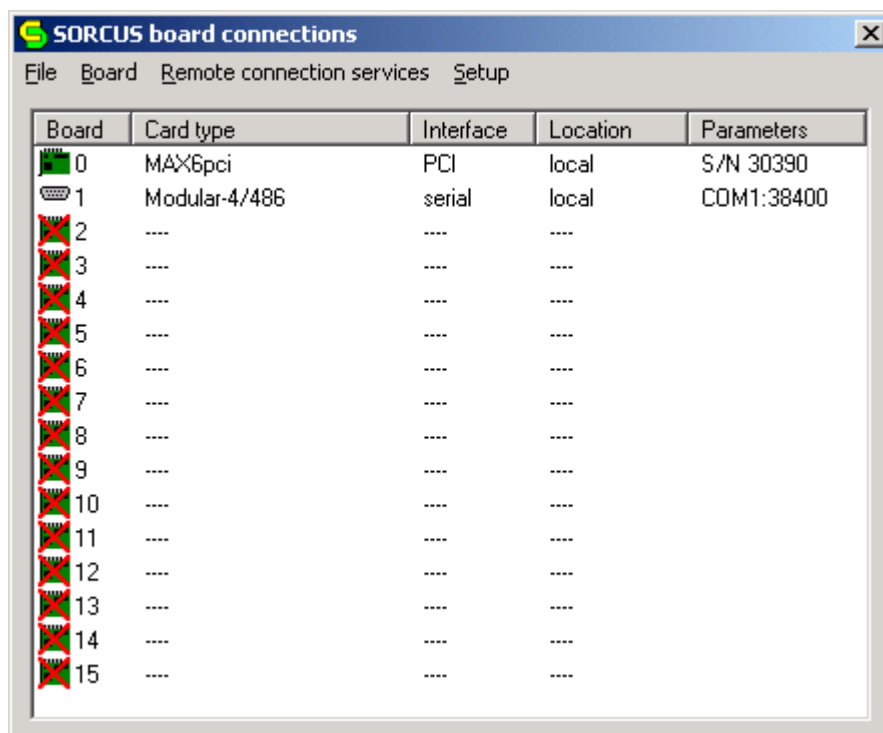 SORCUS board connections
File Board Remote connection services Setup
Board Card type Interface Location Parameters
0 MAX6pci PCI local S/N 30390
1 Modular-4/486 serial local COM1:38400
2 ---- ---- ----
3 ---- ---- ----
4 ---- ---- ----
5 ---- ---- ----
6 ---- ---- ----
7 ---- ---- ----
8 ---- ---- ----
9 ---- ---- ----
10 ---- ---- ----
11 ---- ---- ----
12 ---- ---- ----
13 ---- ---- ----
14 ---- ---- ----
15 ---- ---- ----